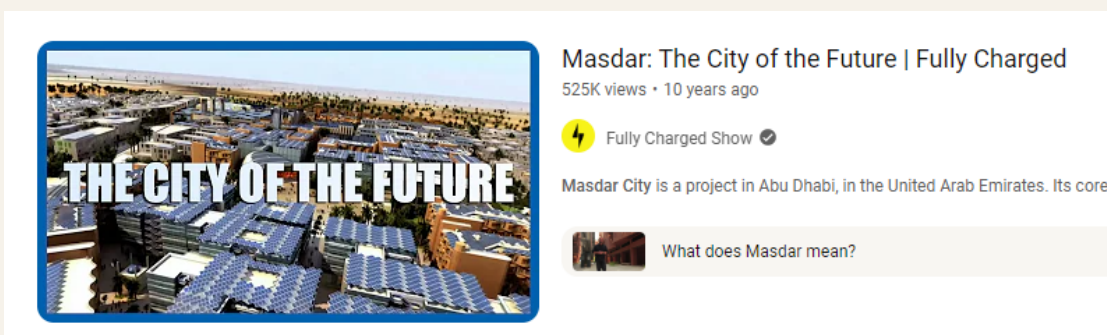 THE CITY OF THE FUTURE
Masdar: The City of the Future | Fully Charged
525K views • 10 years ago
Fully Charged Show
Masdar City is a project in Abu Dhabi, in the United Arab Emirates. Its core
What does Masdar mean?